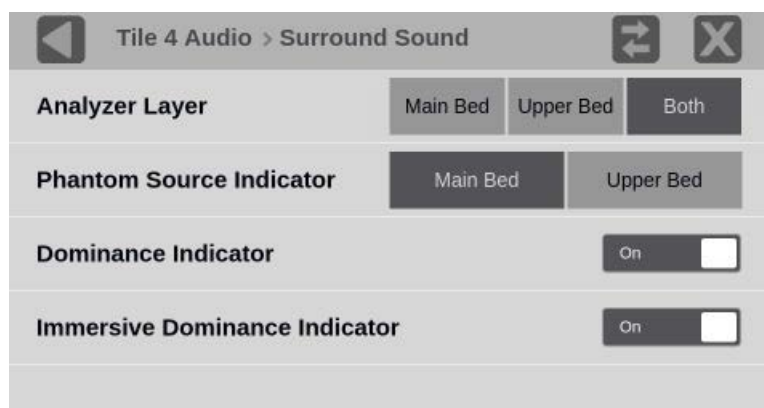 Tile 4 Audio > Surround Sound
Analyzer Layer Main Bed Upper Bed Both
Phantom Source Indicator Main Bed Upper Bed
Dominance Indicator On
Immersive Dominance Indicator On